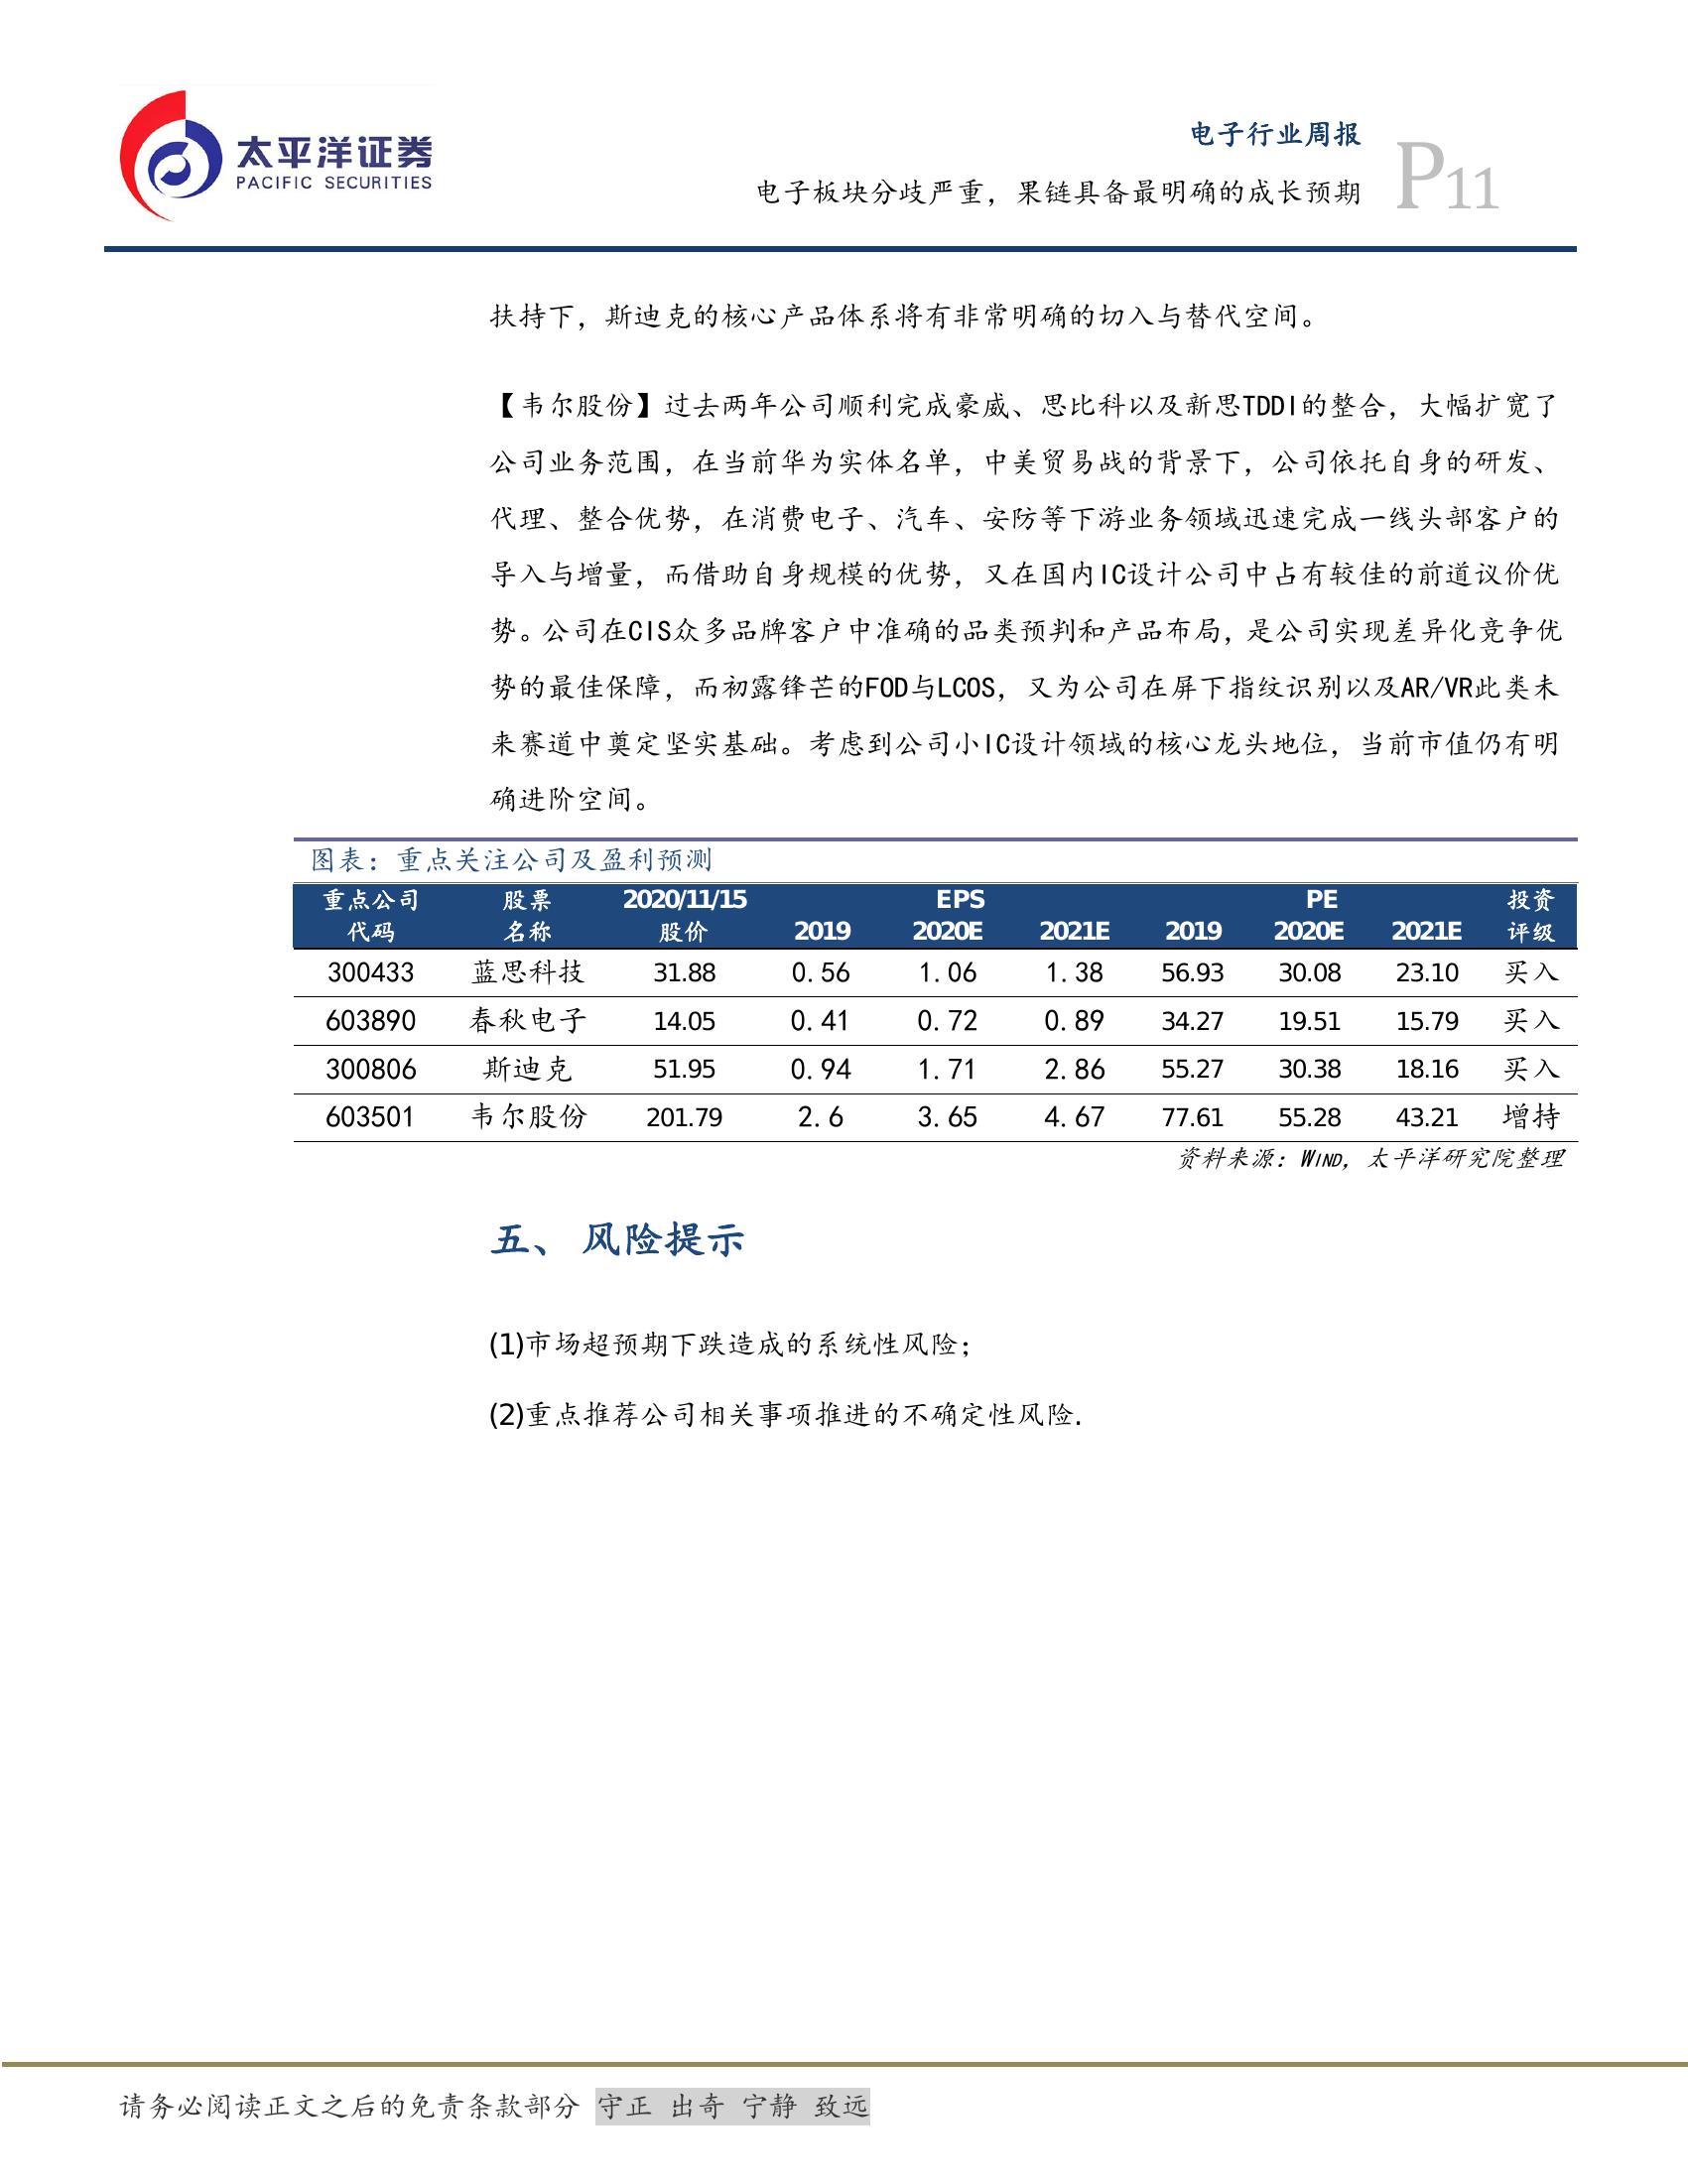 太平洋证券
PACIFIC SECURITIES
电子行业周报
电子板块分歧严重，果链具备最明确的成长预期
P11
扶持下，斯迪克的核心产品体系将有非常明确的切入与替代空间。
【韦尔股份】过去两年公司顺利完成豪威、思比科以及新思TDDI的整合，大幅扩宽了
公司业务范围，在当前华为实体名单，中美贸易战的背景下，公司依托自身的研发、
代理、整合优势，在消费电子、汽车、安防等下游业务领域迅速完成一线头部客户的
导入与增量，而借助自身规模的优势，又在国内IC设计公司中占有较佳的前道议价优
势。公司在CIS众多品牌客户中准确的品类预判和产品布局，是公司实现差异化竞争优
势的最佳保障，而初露锋芒的FOD与LCOS，又为公司在屏下指纹识别以及AR/VR此类未
来赛道中奠定坚实基础。考虑到公司小IC设计领域的核心龙头地位，当前市值仍有明
确进阶空间。
图表：重点关注公司及盈利预测
重点公司 股票 2020/11/15 EPS PE 投资
代码 名称 股价 2019 2020E 2021E 2019 2020E 2021E 评级
300433 蓝思科技 31.88 0.56 1.06 1.38 56.93 30.08 23.10 买入
603890 春秋电子 14.05 0.41 0.72 0.89 34.27 19.51 15.79 买入
300806 斯迪克 51.95 0.94 1.71 2.86 55.27 30.38 18.16 买入
603501 韦尔股份 201.79 2.6 3.65 4.67 77.61 55.28 43.21 增持
资料来源：WIND，太平洋研究院整理
五、 风险提示
(1)市场超预期下跌造成的系统性风险；
(2)重点推荐公司相关事项推进的不确定性风险.
请务必阅读正文之后的免责条款部分 守正 出奇 宁静 致远